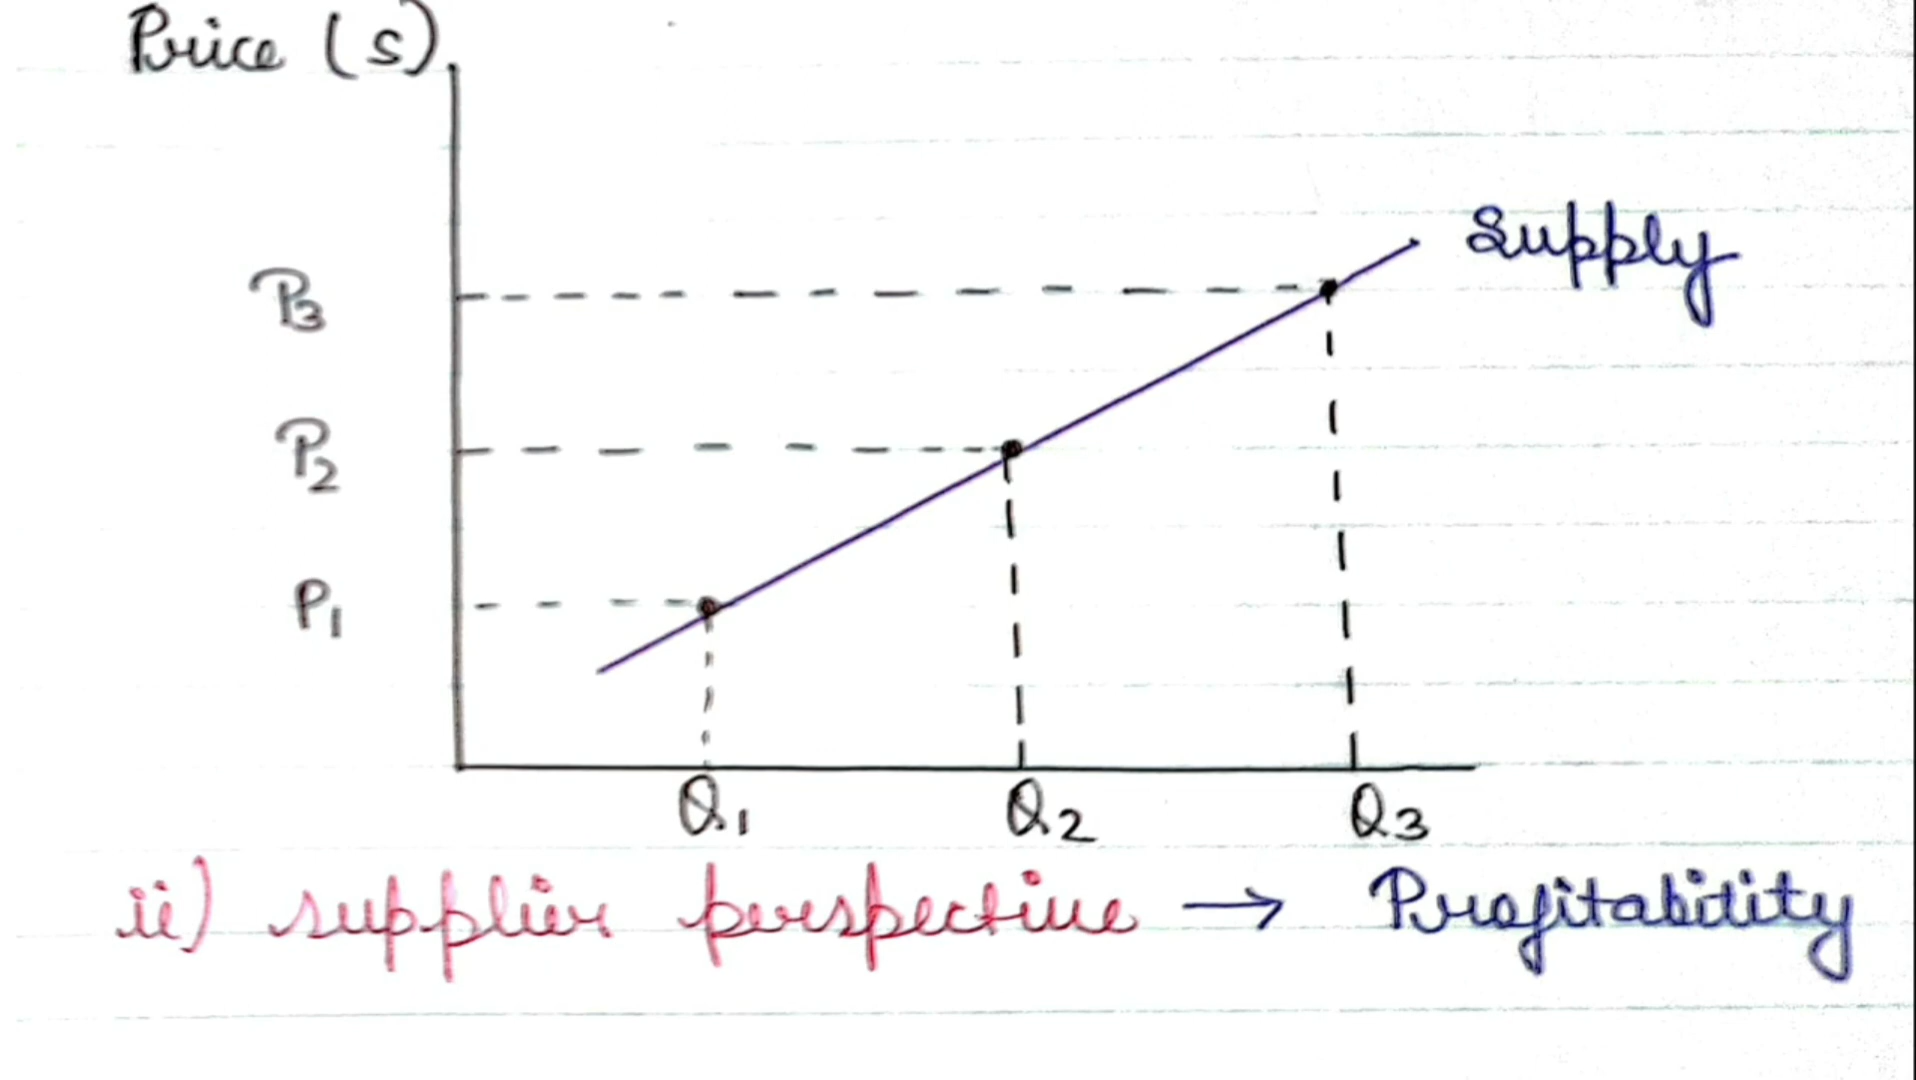 Price (s)
Supply
P3
P2
P1
Q1 Q2 Q3
ii) supplier perspective → Profitability